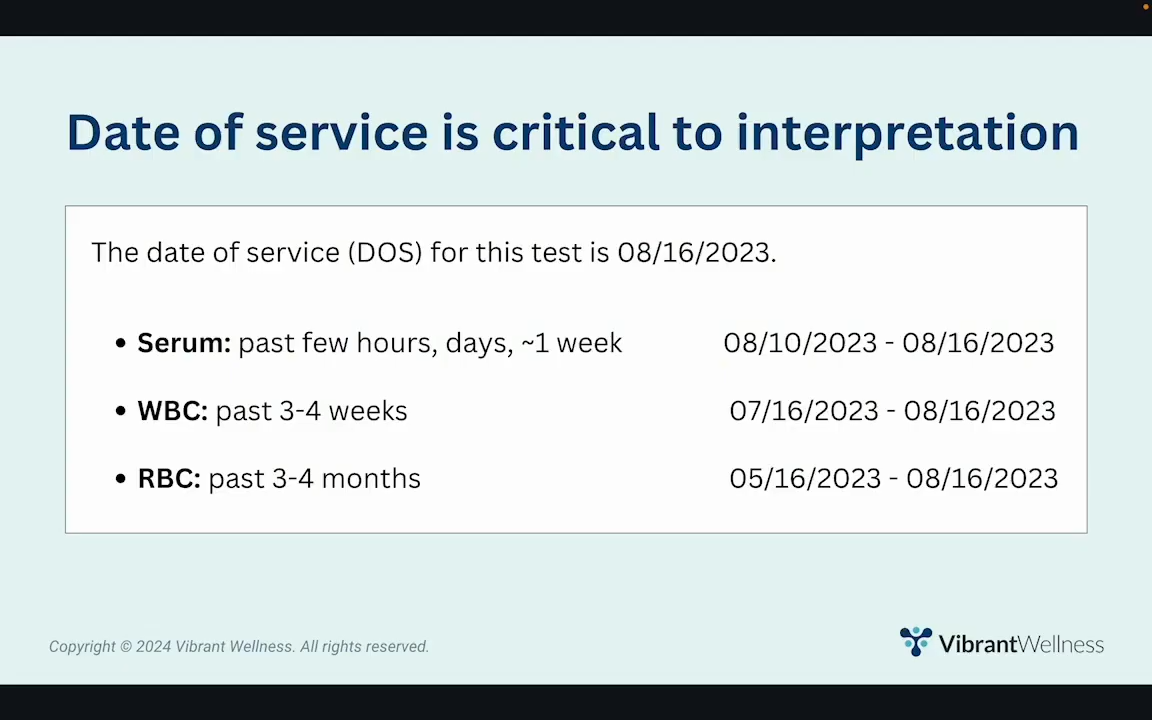 Date of service is critical to interpretation
The date of service (DOS) for this test is 08/16/2023.
• Serum: past few hours, days, ~1 week 08/10/2023 - 08/16/2023
• WBC: past 3-4 weeks 07/16/2023 - 08/16/2023
• RBC: past 3-4 months 05/16/2023 - 08/16/2023
Copyright © 2024 Vibrant Wellness. All rights reserved.
VibrantWellness